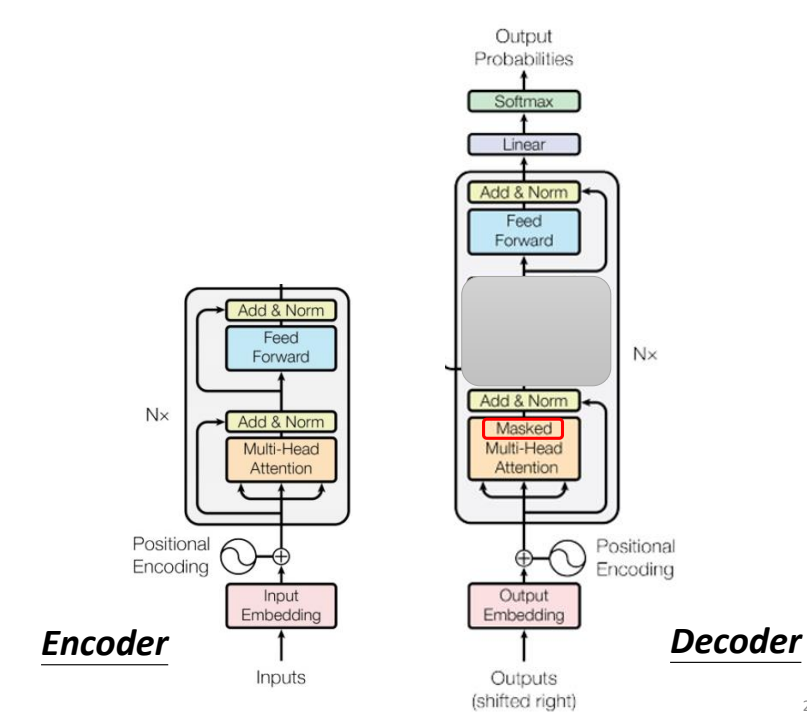 Output
Probabilities
Softmax
Linear
Add & Norm
Feed
Forward
Nx
Add & Norm
Masked
Multi-Head
Attention
Positional
Encoding
Output
Embedding
Outputs
(shifted right)
Decoder
Add & Norm
Feed
Forward
Nx
Add & Norm
Multi-Head
Attention
Positional
Encoding
Input
Embedding
Inputs
Encoder